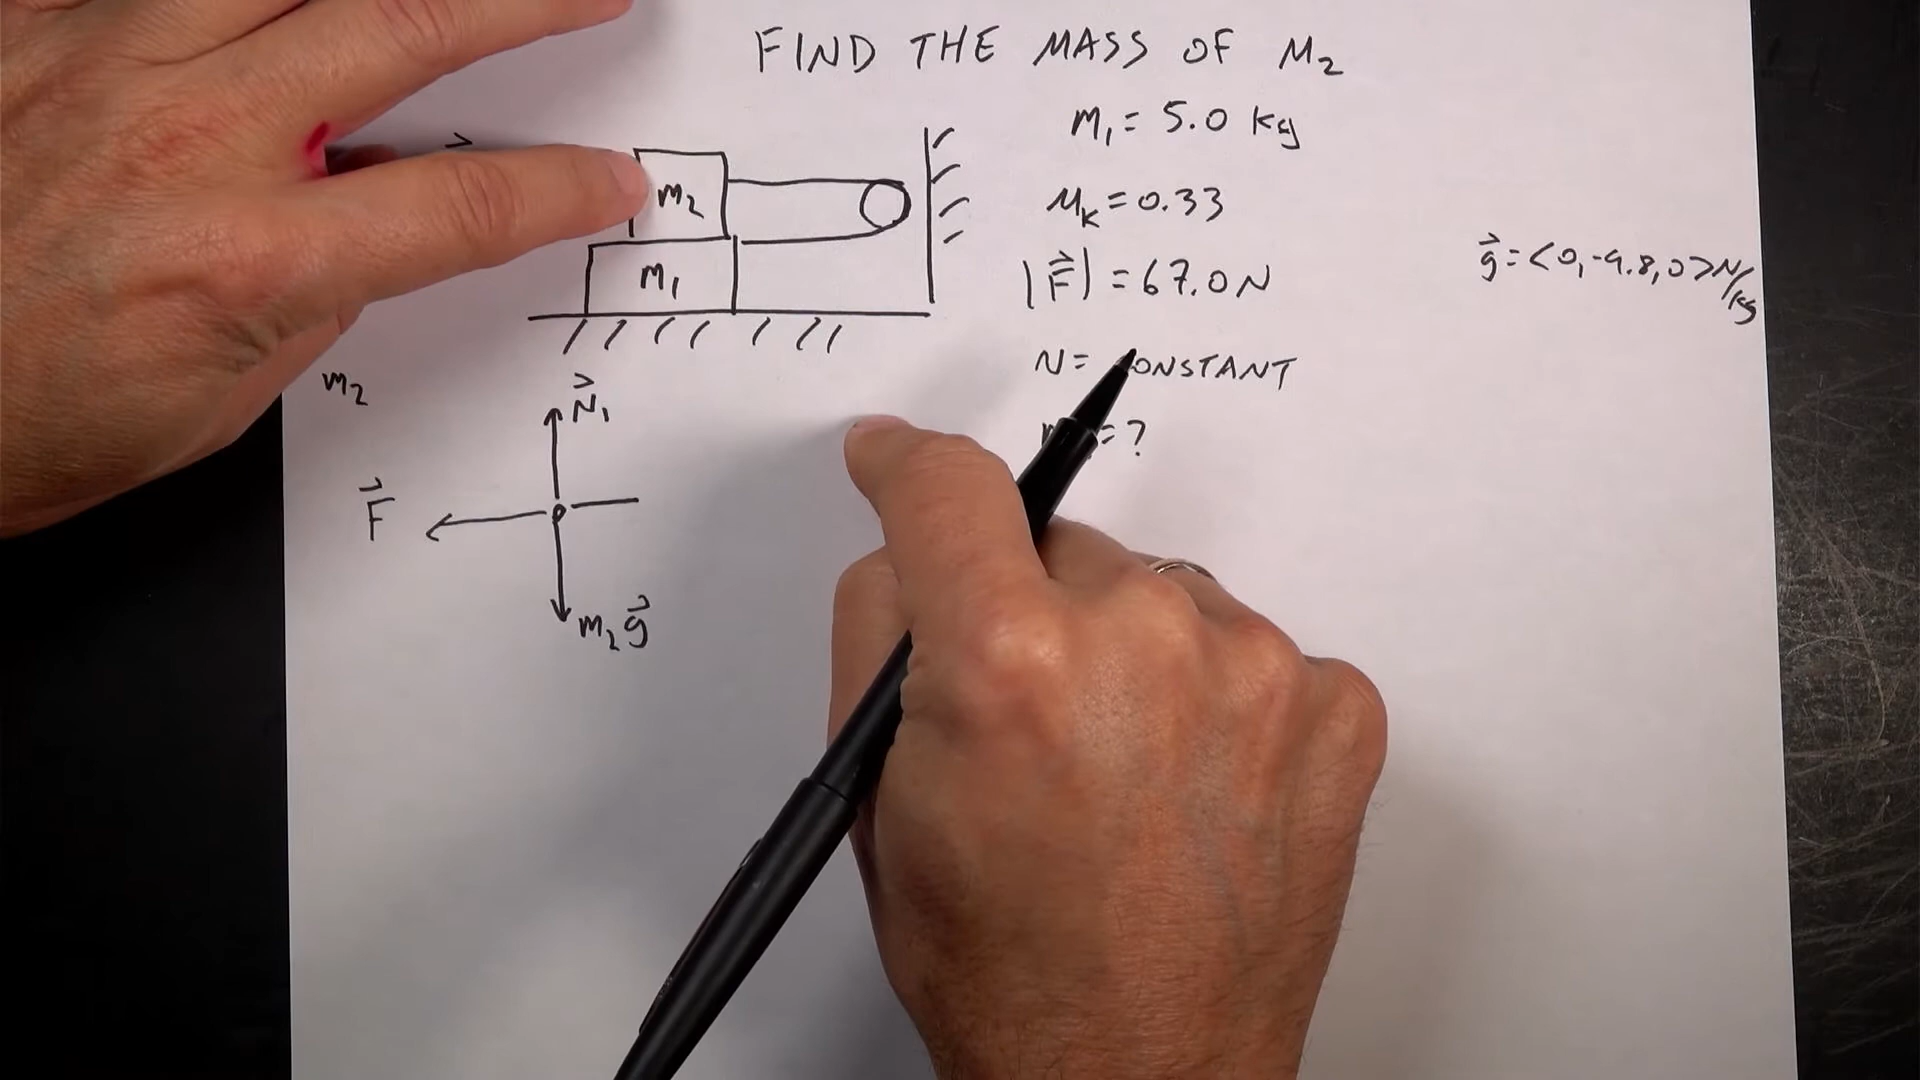 FIND THE MASS OF M₂
m₁ = 5.0 kg
m₂
μₖ = 0.33
m₁
|F⃗| = 67.0 N
g⃗ = <0, -9.8, 0> N/kg
N = CONSTANT
= ?
m₂
N⃗₁
F⃗
m₂g⃗